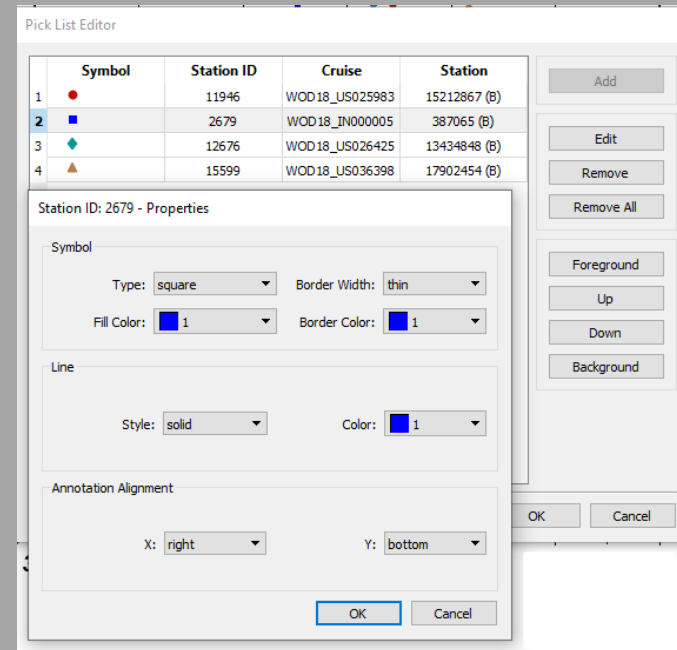 Pick List Editor
Symbol Station ID Cruise Station
Add
1 11946 WOD18_US025983 15212867 (B)
2 2679 WOD18_IN000005 387065 (B)
3 12676 WOD18_US026425 13434848 (B)
Edit
4 15599 WOD18_US036398 17902454 (B)
Remove
Remove All
Station ID: 2679 - Properties
Symbol
Type: square Border Width: thin
Fill Color: 1 Border Color: 1
Foreground
Up
Down
Background
Line
Style: solid Color: 1
Annotation Alignment
X: right Y: bottom
OK Cancel
OK Cancel